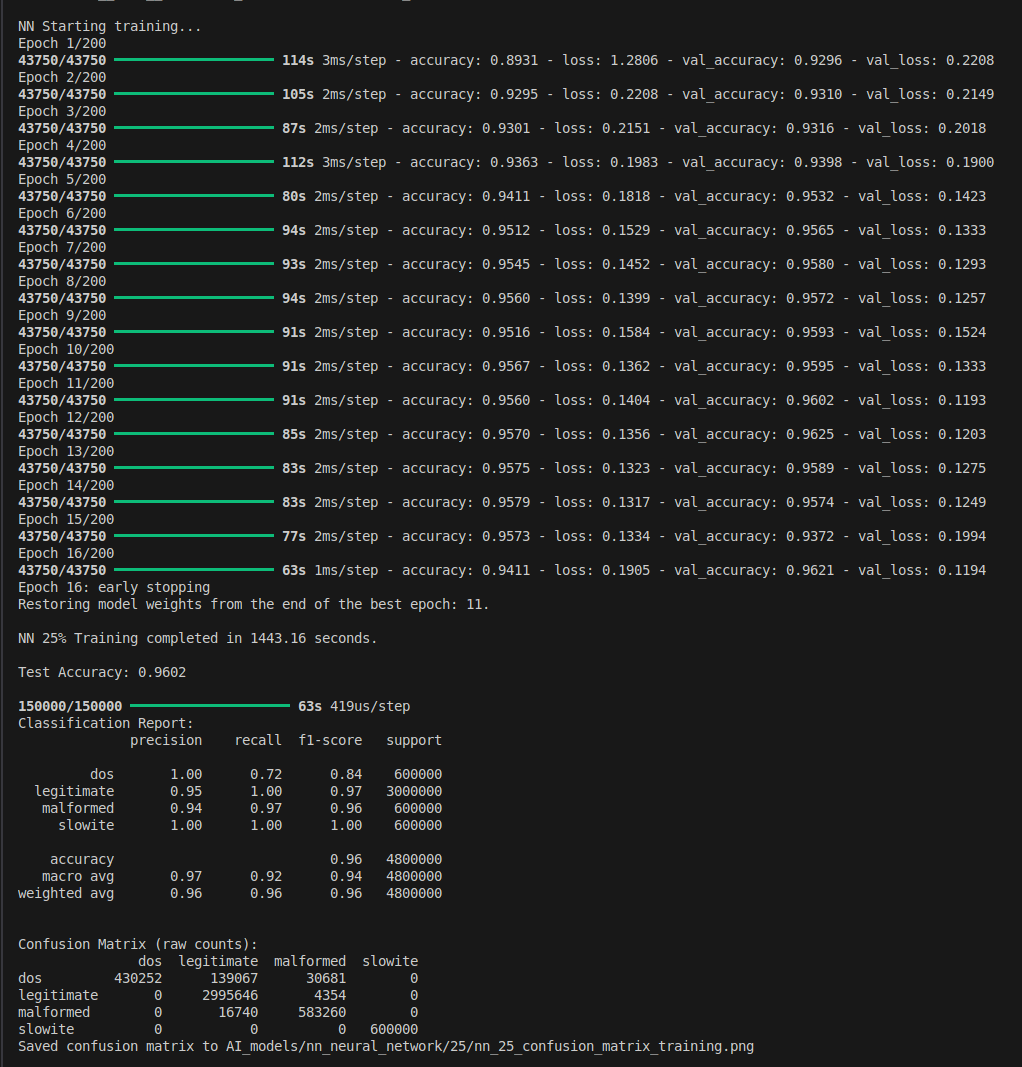 NN Starting training...
Epoch 1/200
43750/43750 114s 3ms/step - accuracy: 0.8931 - loss: 1.2806 - val_accuracy: 0.9296 - val_loss: 0.2208
Epoch 2/200
43750/43750 105s 2ms/step - accuracy: 0.9295 - loss: 0.2208 - val_accuracy: 0.9310 - val_loss: 0.2149
Epoch 3/200
43750/43750 87s 2ms/step - accuracy: 0.9301 - loss: 0.2151 - val_accuracy: 0.9316 - val_loss: 0.2018
Epoch 4/200
43750/43750 112s 3ms/step - accuracy: 0.9363 - loss: 0.1983 - val_accuracy: 0.9398 - val_loss: 0.1900
Epoch 5/200
43750/43750 80s 2ms/step - accuracy: 0.9411 - loss: 0.1818 - val_accuracy: 0.9532 - val_loss: 0.1423
Epoch 6/200
43750/43750 94s 2ms/step - accuracy: 0.9512 - loss: 0.1529 - val_accuracy: 0.9565 - val_loss: 0.1333
Epoch 7/200
43750/43750 93s 2ms/step - accuracy: 0.9545 - loss: 0.1452 - val_accuracy: 0.9580 - val_loss: 0.1293
Epoch 8/200
43750/43750 94s 2ms/step - accuracy: 0.9560 - loss: 0.1399 - val_accuracy: 0.9572 - val_loss: 0.1257
Epoch 9/200
43750/43750 91s 2ms/step - accuracy: 0.9516 - loss: 0.1584 - val_accuracy: 0.9593 - val_loss: 0.1524
Epoch 10/200
43750/43750 91s 2ms/step - accuracy: 0.9567 - loss: 0.1362 - val_accuracy: 0.9595 - val_loss: 0.1333
Epoch 11/200
43750/43750 91s 2ms/step - accuracy: 0.9560 - loss: 0.1404 - val_accuracy: 0.9602 - val_loss: 0.1193
Epoch 12/200
43750/43750 85s 2ms/step - accuracy: 0.9570 - loss: 0.1356 - val_accuracy: 0.9625 - val_loss: 0.1203
Epoch 13/200
43750/43750 83s 2ms/step - accuracy: 0.9575 - loss: 0.1323 - val_accuracy: 0.9589 - val_loss: 0.1275
Epoch 14/200
43750/43750 83s 2ms/step - accuracy: 0.9579 - loss: 0.1317 - val_accuracy: 0.9574 - val_loss: 0.1249
Epoch 15/200
43750/43750 77s 2ms/step - accuracy: 0.9573 - loss: 0.1334 - val_accuracy: 0.9372 - val_loss: 0.1994
Epoch 16/200
43750/43750 63s 1ms/step - accuracy: 0.9411 - loss: 0.1905 - val_accuracy: 0.9621 - val_loss: 0.1194
Epoch 16: early stopping
Restoring model weights from the end of the best epoch: 11.
NN 25% Training completed in 1443.16 seconds.
Test Accuracy: 0.9602
150000/150000 63s 419us/step
Classification Report:
precision recall f1-score support
dos 1.00 0.72 0.84 600000
legitimate 0.95 1.00 0.97 3000000
malformed 0.94 0.97 0.96 600000
slowite 1.00 1.00 1.00 600000
accuracy 0.96 4800000
macro avg 0.97 0.92 0.94 4800000
weighted avg 0.96 0.96 0.96 4800000
Confusion Matrix (raw counts):
dos legitimate malformed slowite
dos 430252 139067 30681 0
legitimate 0 2995646 4354 0
malformed 0 16740 583260 0
slowite 0 0 0 600000
Saved confusion matrix to AI_models/nn_neural_network/25/nn_25_confusion_matrix_training.png